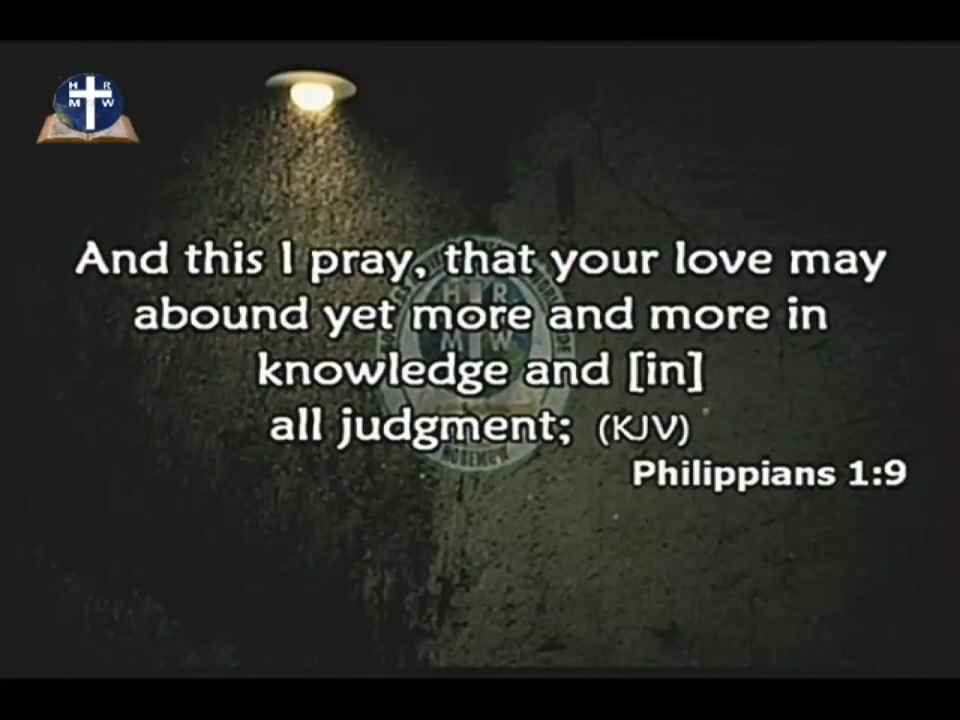 H R
M W
And this I pray, that your love may
abound yet more and more in
knowledge and [in]
all judgment; (KJV)
Philippians 1:9
H R
M W